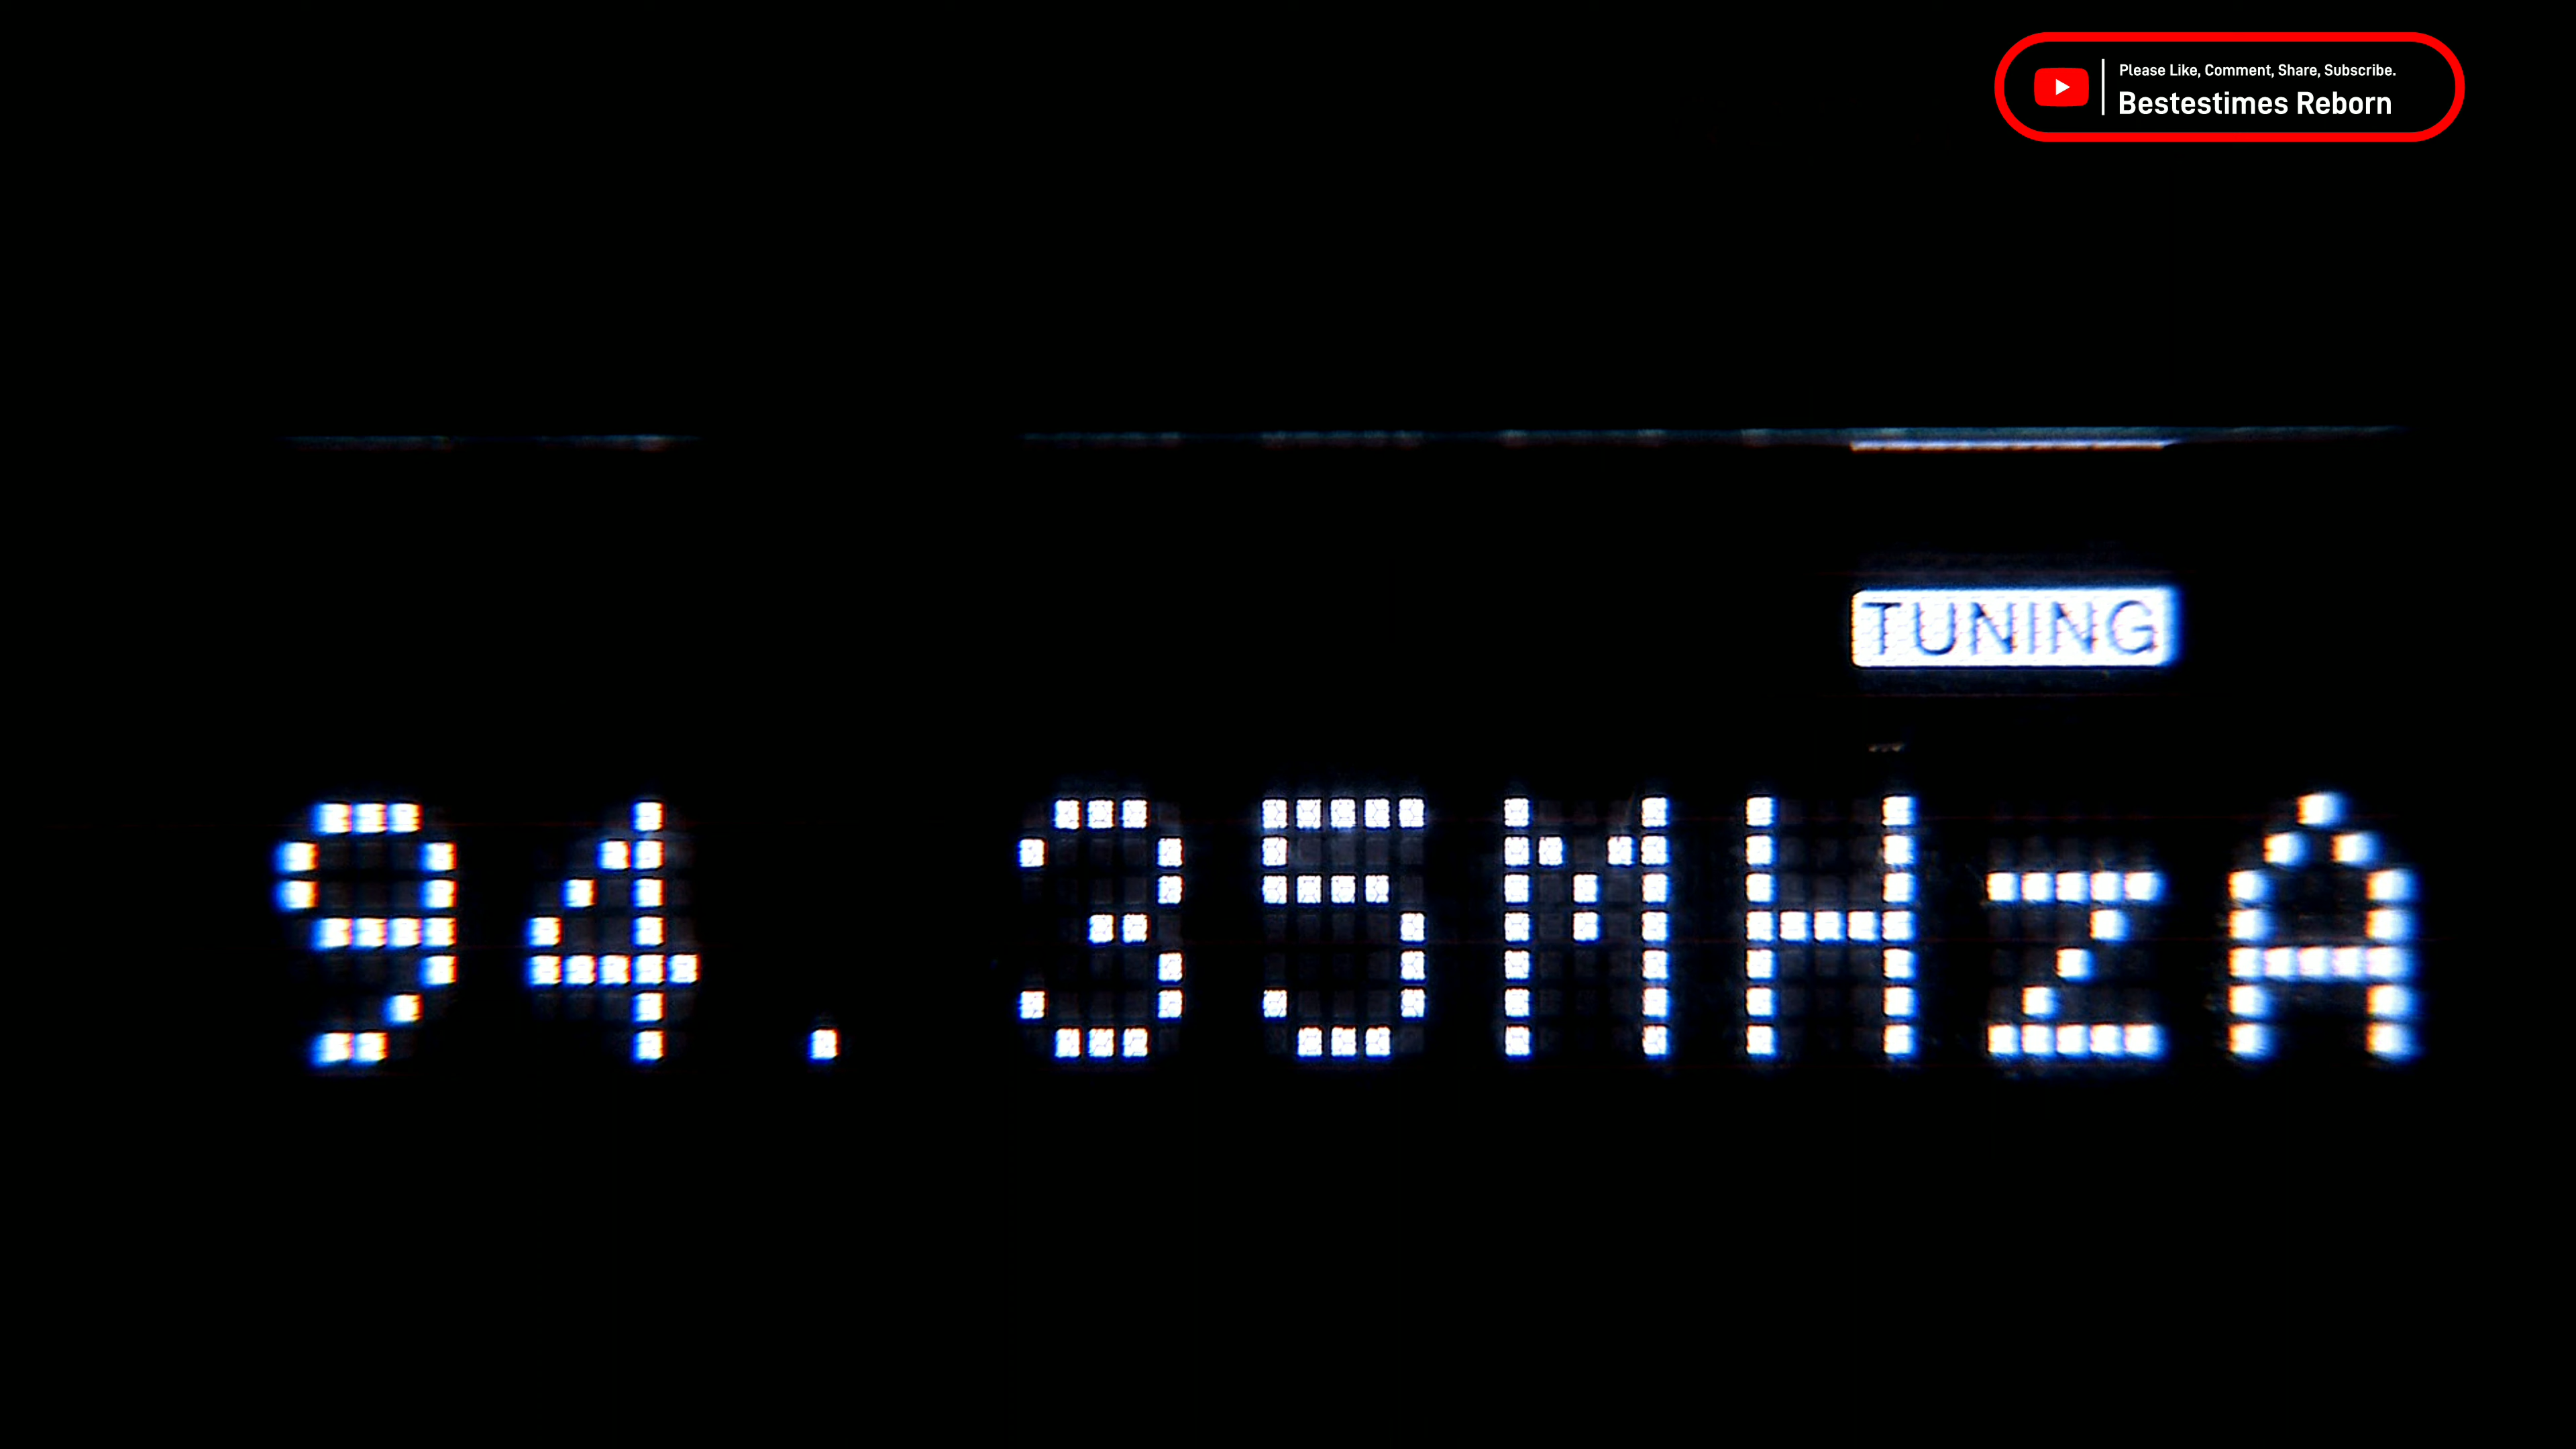 Please Like, Comment, Share, Subscribe.
Bestestimes Reborn
TUNING
94.35MHzA